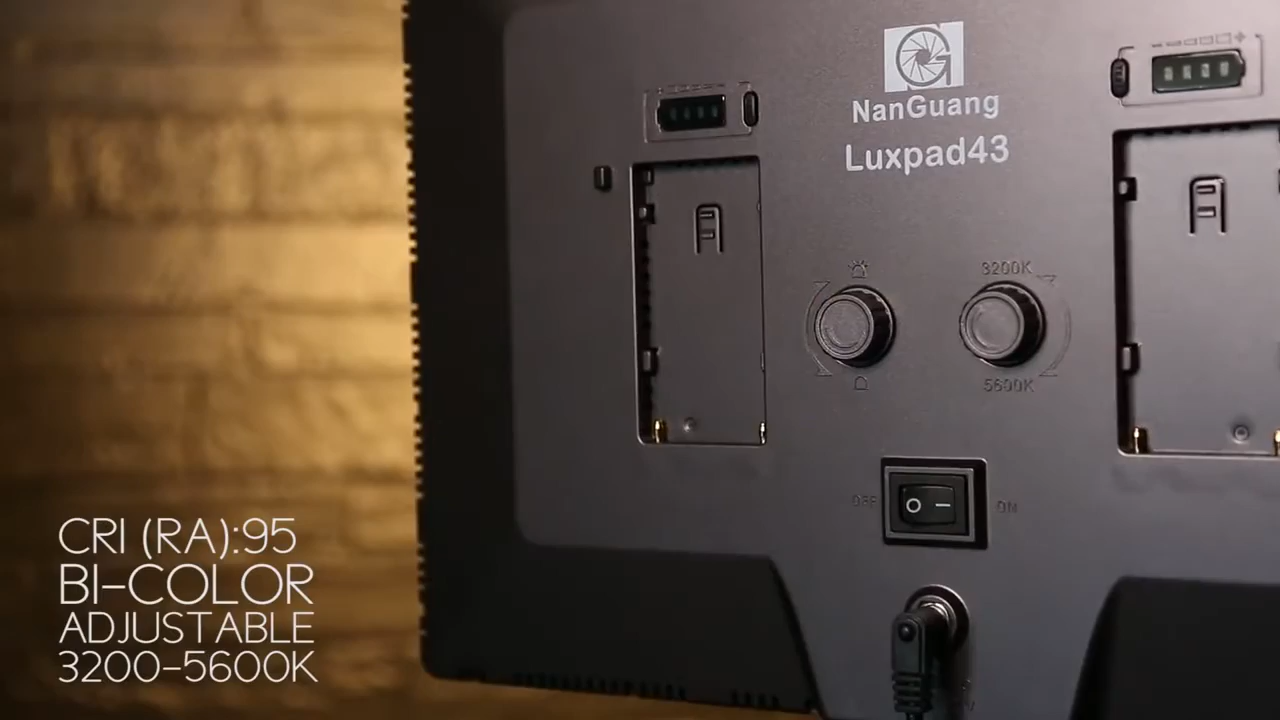 NanGuang
Luxpad43
3200K
5600K
OFF
ON
CRI (RA):95
BI-COLOR
ADJUSTABLE
3200-5600K